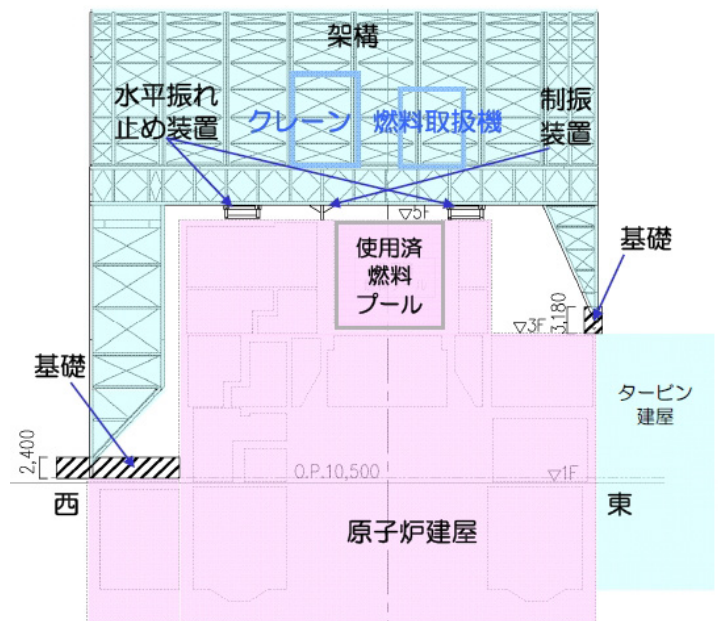 架構
水平振れ
止め装置
クレーン
燃料取扱機
制振
装置
▽5F
使用済
燃料
プール
基礎
3,180
▽3F
基礎
タービン
建屋
2,400
O.P.10,500
▽1F
西
東
原子炉建屋